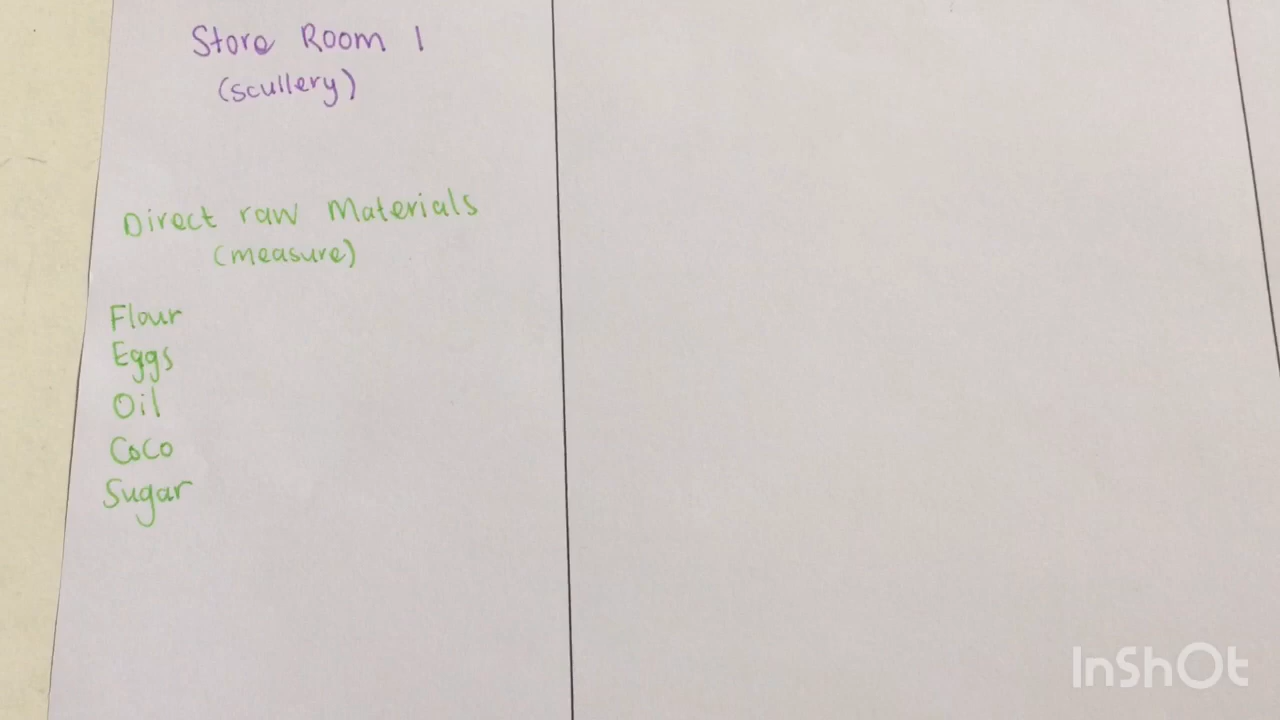 Store Room 1
(scullery)
Direct raw Materials
(measure)
Flour
Eggs
Oil
Coco
Sugar
InShOt